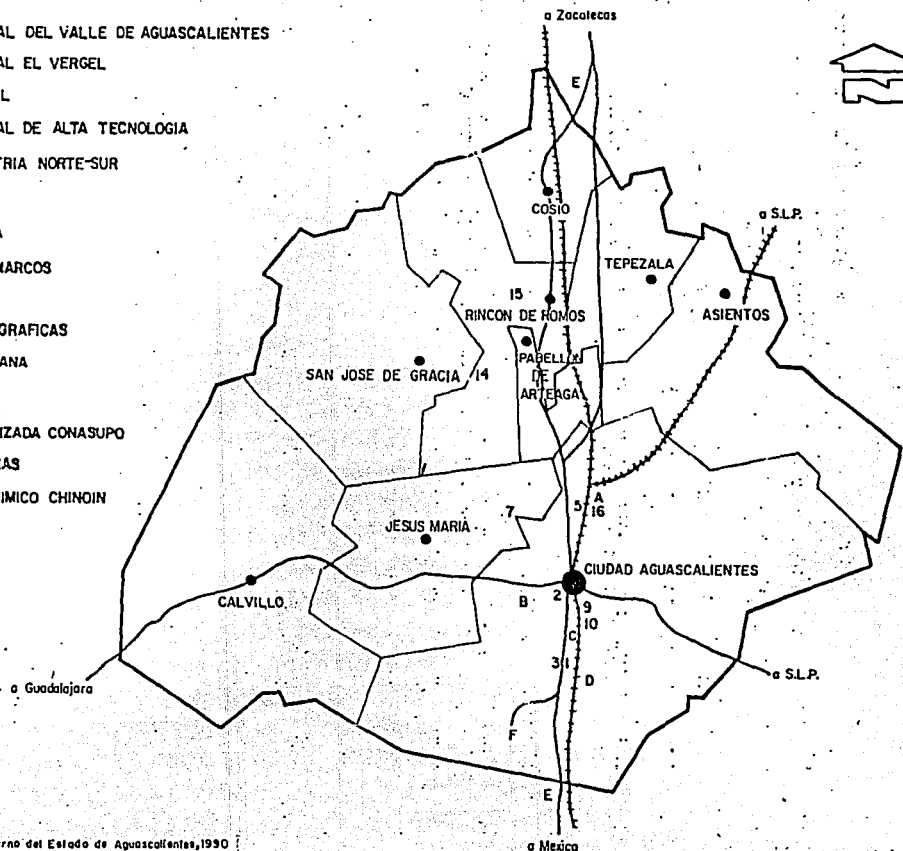 AL DEL VALLE DE AGUASCALIENTES
AL EL VERGEL
L
AL DE ALTA TECNOLOGIA
TRIA NORTE-SUR
A
MARCOS
GRAFICAS
ANA
IZADA CONASUPO
AS
IMICO CHINOIN
a Zacatecas
E
COSIO
a S.L.P.
TEPEZALA
ASIENTOS
15
RINCON DE ROMOS
PABELLON
DE
ARTEAGA
SAN JOSE DE GRACIA 14
A
5 16
7
JESUS MARIA
CIUDAD AGUASCALIENTES
CALVILLO
B
2
9
10
C
3 1
D
a Guadalajara
a S.L.P.
F
E
a Mexico
rno del Estado de Aguascalientes, 1990